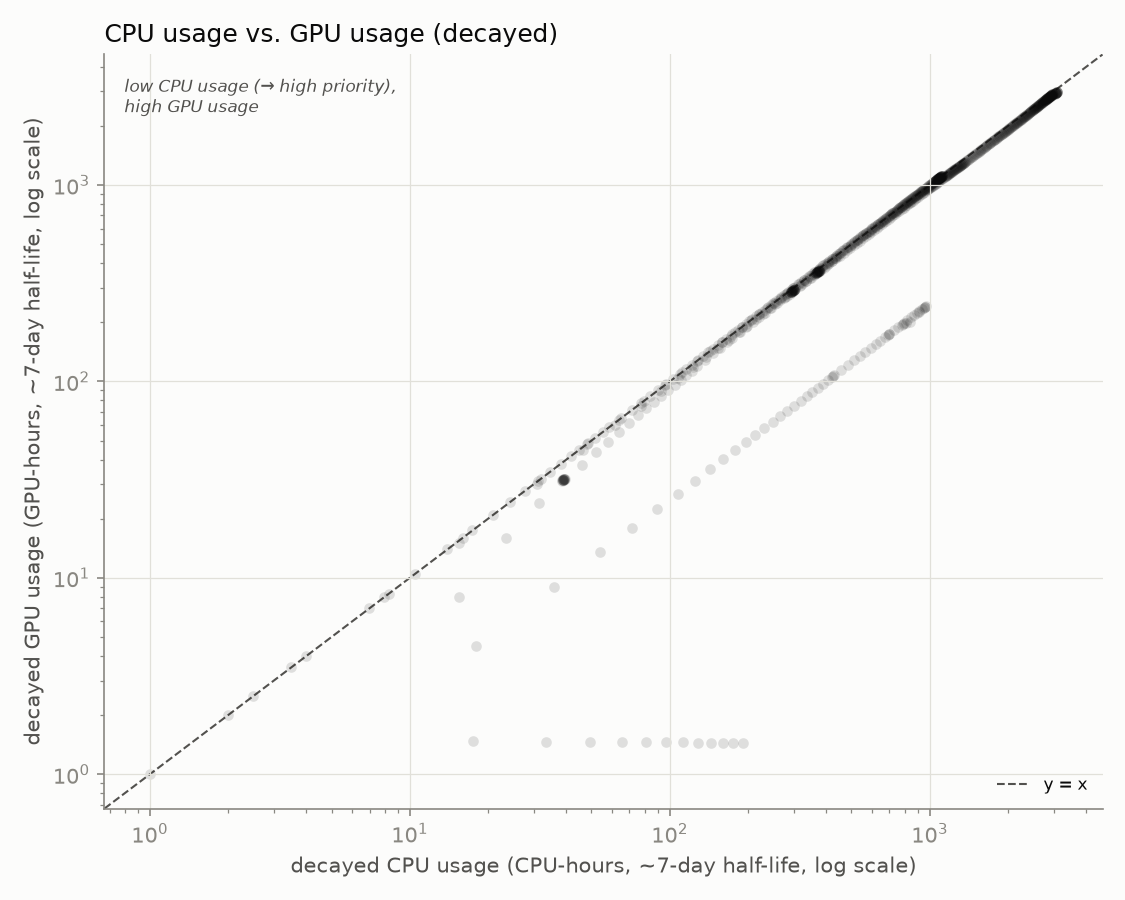 CPU usage vs. GPU usage (decayed)
low CPU usage (→ high priority),
high GPU usage
decayed GPU usage (GPU-hours, ~7-day half-life, log scale)
10³
10²
10¹
10⁰
y = x
10⁰
10¹
10²
10³
decayed CPU usage (CPU-hours, ~7-day half-life, log scale)